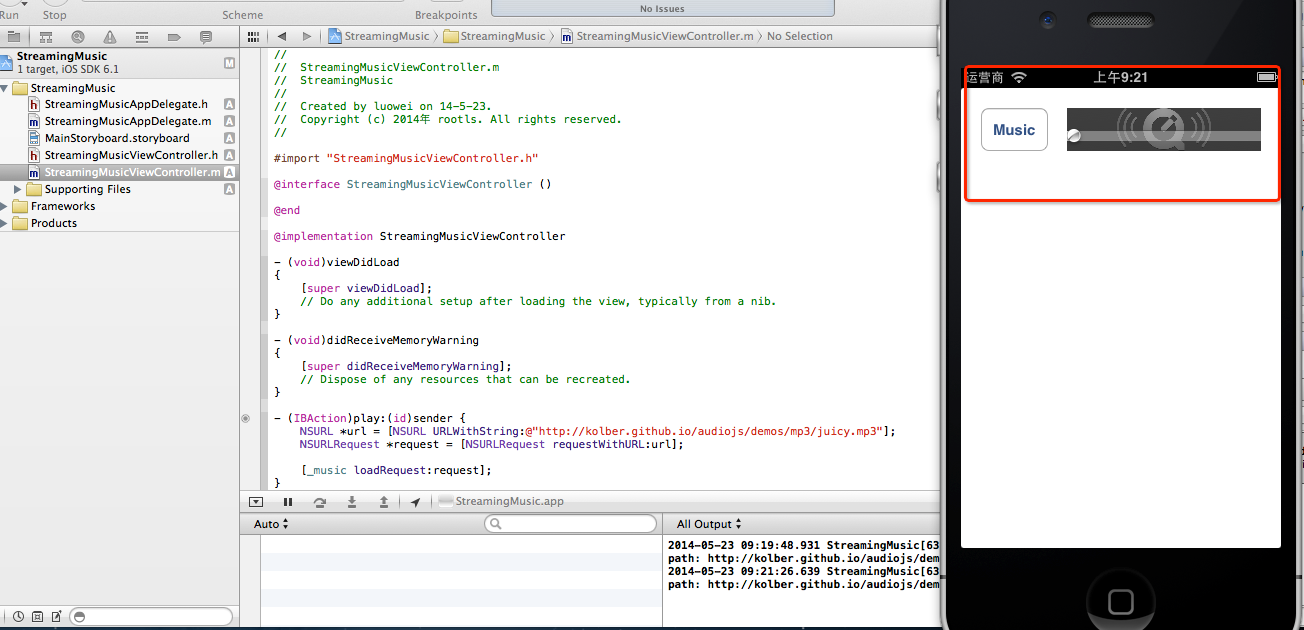 Run Stop Scheme Breakpoints
No Issues
StreamingMusic StreamingMusic StreamingMusicViewController.m No Selection
StreamingMusic M
1 target, iOS SDK 6.1
StreamingMusic
StreamingMusicAppDelegate.h A
StreamingMusicAppDelegate.m A
MainStoryboard.storyboard A
StreamingMusicViewController.h A
StreamingMusicViewController.m A
Supporting Files A
Frameworks
Products
//
// StreamingMusicViewController.m
// StreamingMusic
//
// Created by luowei on 14-5-23.
// Copyright (c) 2014年 rootls. All rights reserved.
//
#import "StreamingMusicViewController.h"
@interface StreamingMusicViewController ()
@end
@implementation StreamingMusicViewController
- (void)viewDidLoad
{
[super viewDidLoad];
// Do any additional setup after loading the view, typically from a nib.
}
- (void)didReceiveMemoryWarning
{
[super didReceiveMemoryWarning];
// Dispose of any resources that can be recreated.
}
- (IBAction)play:(id)sender {
NSURL *url = [NSURL URLWithString:@"http://kolber.github.io/audiojs/demos/mp3/juicy.mp3"];
NSURLRequest *request = [NSURLRequest requestWithURL:url];
[_music loadRequest:request];
}
StreamingMusic.app
Auto
All Output
2014-05-23 09:19:48.931 StreamingMusic[63
path: http://kolber.github.io/audiojs/dem
2014-05-23 09:21:26.639 StreamingMusic[63
path: http://kolber.github.io/audiojs/dem
运营商 上午9:21
Music